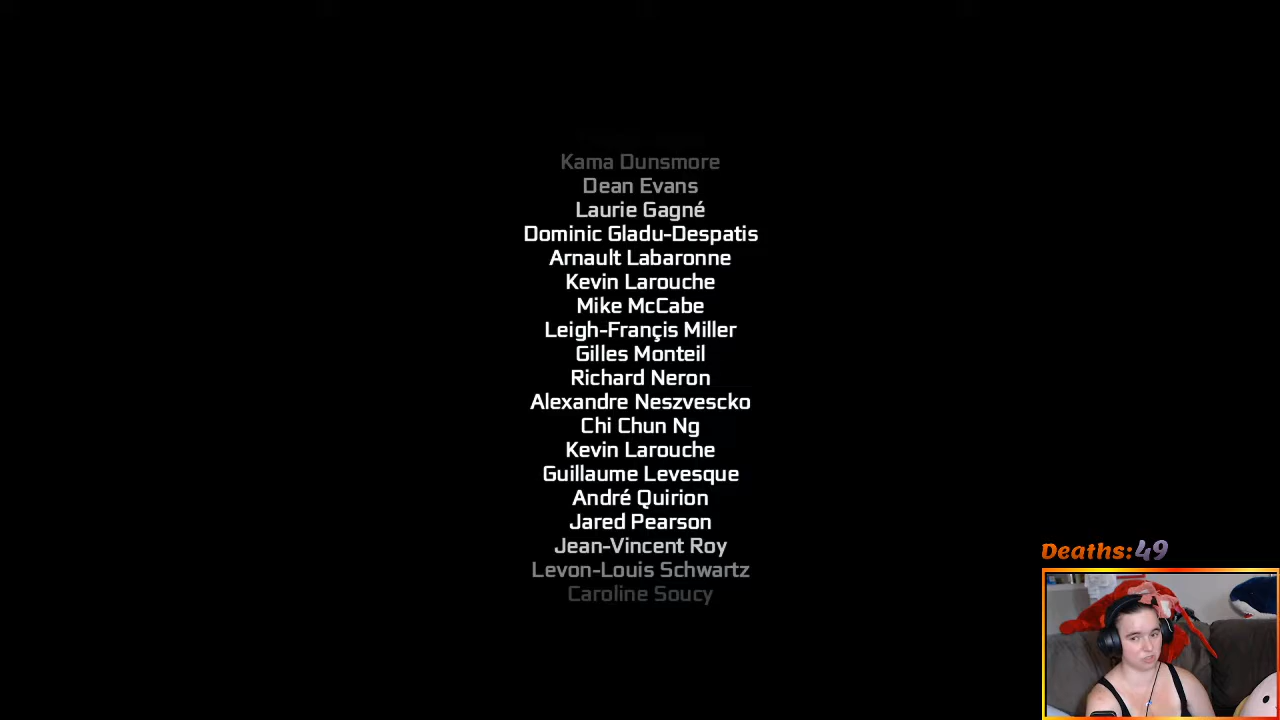 Kama Dunsmore
Dean Evans
Laurie Gagné
Dominic Gladu-Despatis
Arnault Labaronne
Kevin Larouche
Mike McCabe
Leigh-Françis Miller
Gilles Monteil
Richard Neron
Alexandre Neszvescko
Chi Chun Ng
Kevin Larouche
Guillaume Levesque
André Quirion
Jared Pearson
Jean-Vincent Roy
Levon-Louis Schwartz
Caroline Soucy
Deaths:49